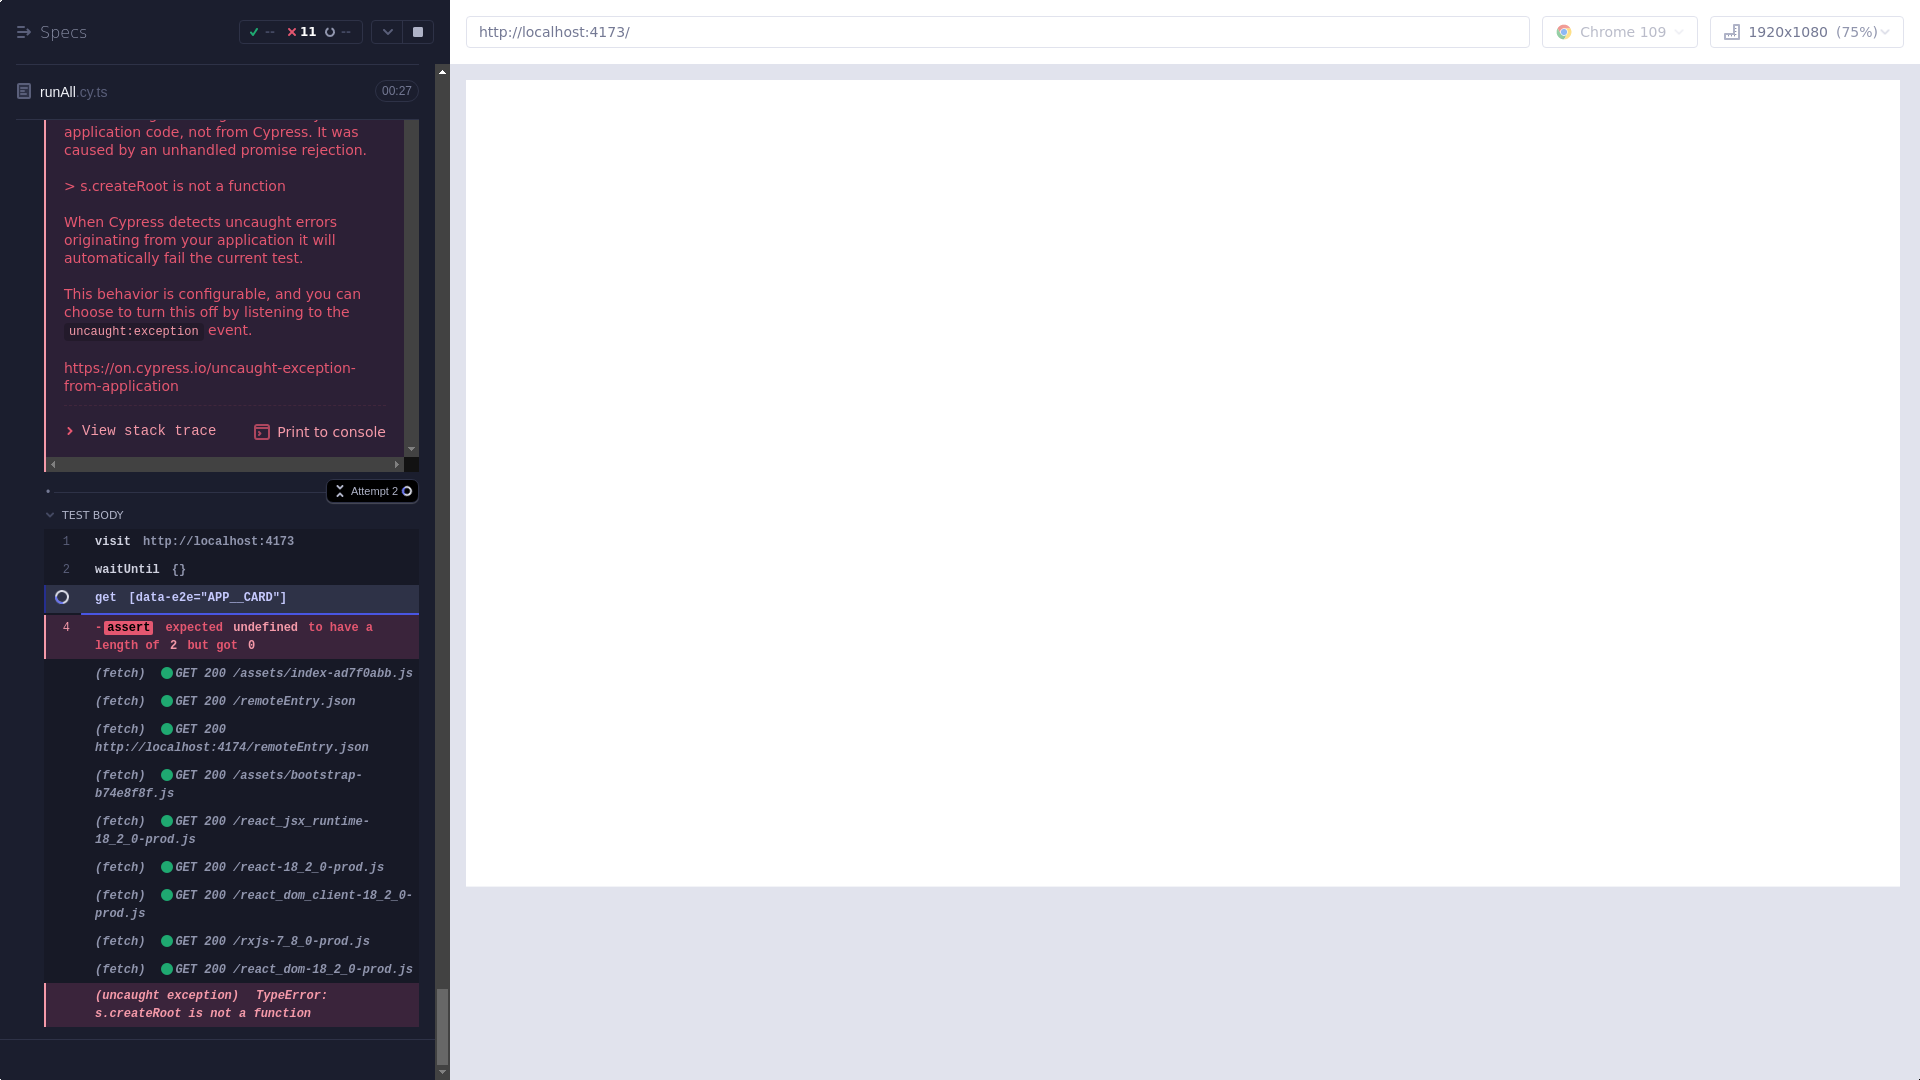 Specs
-- 11 --
http://localhost:4173/
Chrome 109
1920x1080 (75%)
runAll.cy.ts
00:27
application code, not from Cypress. It was
caused by an unhandled promise rejection.
> s.createRoot is not a function
When Cypress detects uncaught errors
originating from your application it will
automatically fail the current test.
This behavior is configurable, and you can
choose to turn this off by listening to the
uncaught:exception event.
https://on.cypress.io/uncaught-exception-
from-application
View stack trace
Print to console
Attempt 2
TEST BODY
1 visit http://localhost:4173
2 waitUntil {}
get [data-e2e="APP__CARD"]
4 -assert expected undefined to have a
length of 2 but got 0
(fetch) GET 200 /assets/index-ad7f0abb.js
(fetch) GET 200 /remoteEntry.json
(fetch) GET 200
http://localhost:4174/remoteEntry.json
(fetch) GET 200 /assets/bootstrap-
b74e8f8f.js
(fetch) GET 200 /react_jsx_runtime-
18_2_0-prod.js
(fetch) GET 200 /react-18_2_0-prod.js
(fetch) GET 200 /react_dom_client-18_2_0-
prod.js
(fetch) GET 200 /rxjs-7_8_0-prod.js
(fetch) GET 200 /react_dom-18_2_0-prod.js
(uncaught exception) TypeError:
s.createRoot is not a function